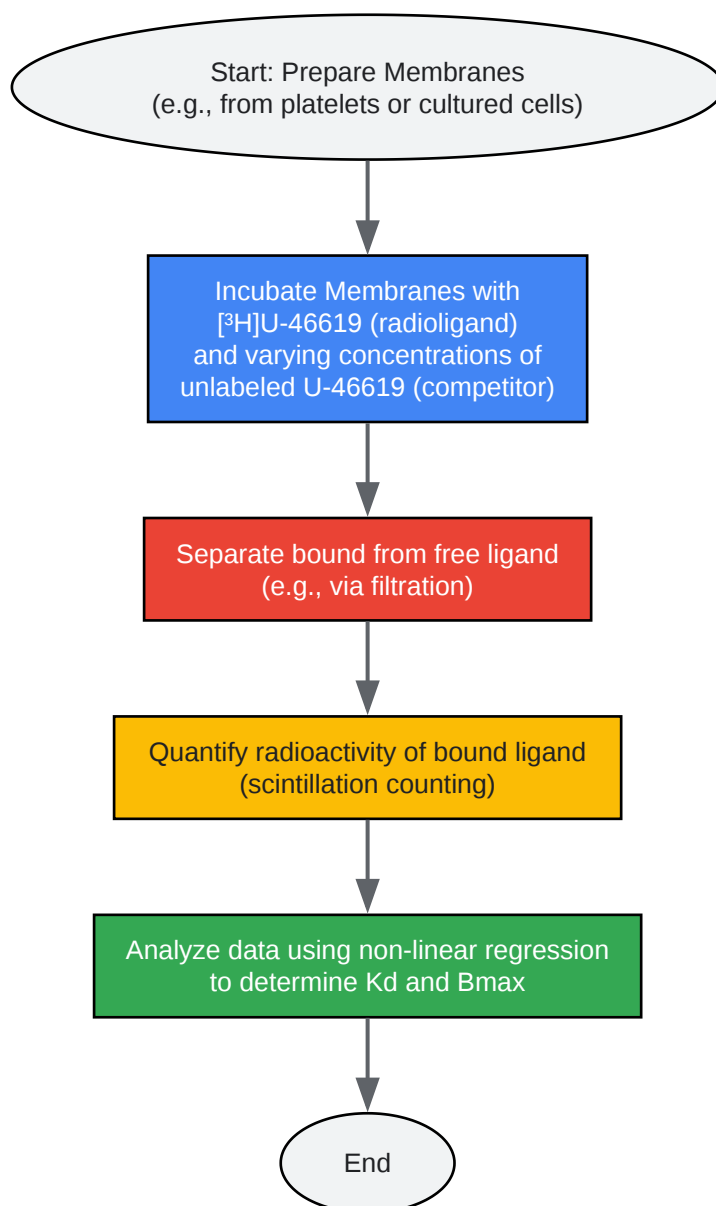 Start: Prepare Membranes
(e.g., from platelets or cultured cells)
Incubate Membranes with
[³H]U-46619 (radioligand)
and varying concentrations of
unlabeled U-46619 (competitor)
Separate bound from free ligand
(e.g., via filtration)
Quantify radioactivity of bound ligand
(scintillation counting)
Analyze data using non-linear regression
to determine Kd and Bmax
End